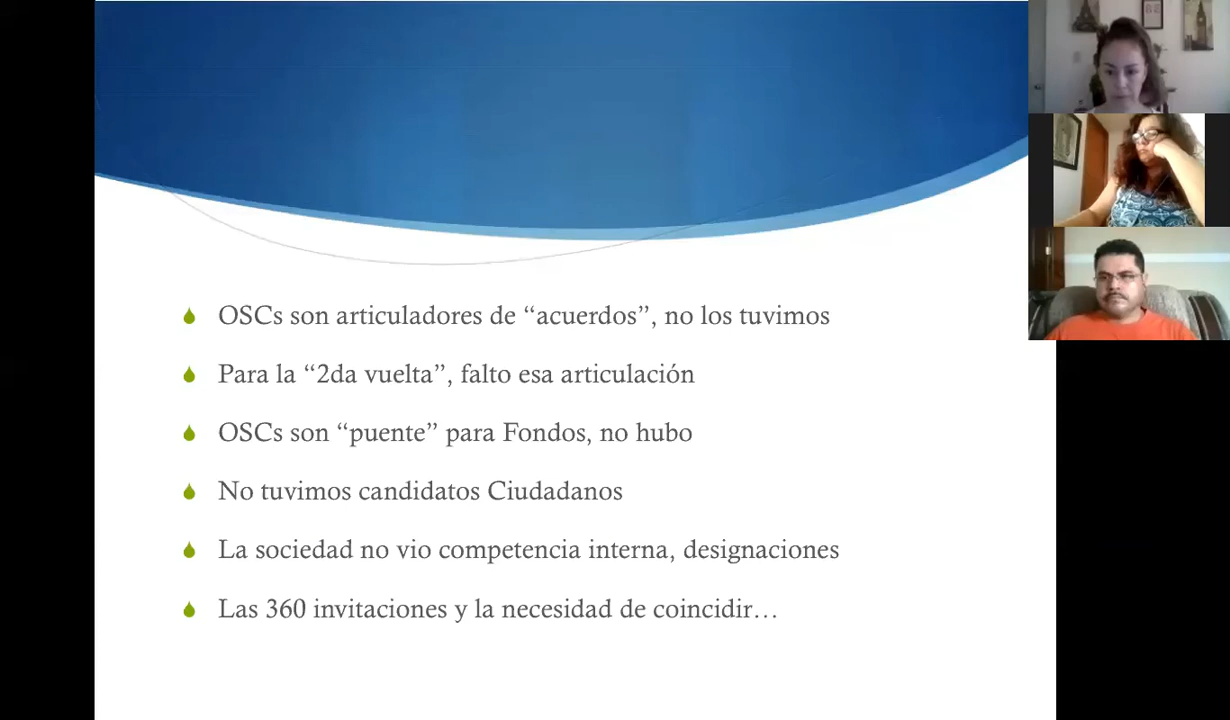 OSCs son articuladores de “acuerdos”, no los tuvimos
Para la “2da vuelta”, falto esa articulación
OSCs son “puente” para Fondos, no hubo
No tuvimos candidatos Ciudadanos
La sociedad no vio competencia interna, designaciones
Las 360 invitaciones y la necesidad de coincidir…